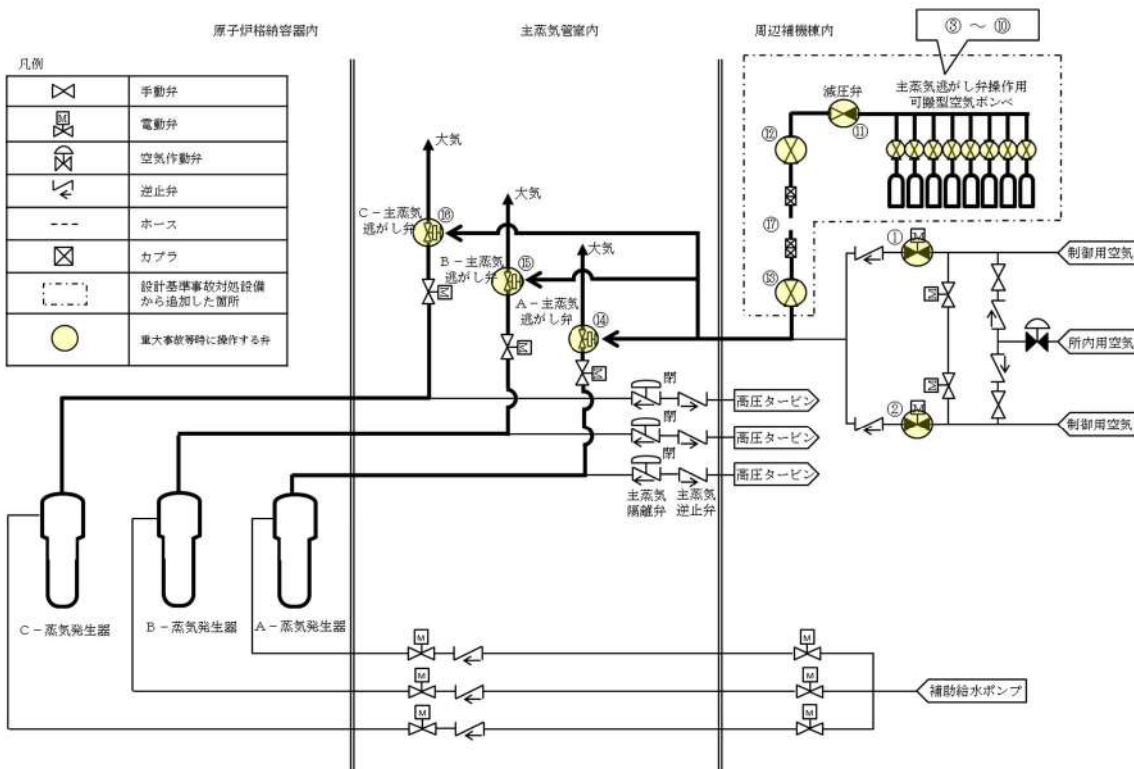 原子炉格納容器内
主蒸気管室内
周辺補機棟内
③ ～ ⑩
凡例
手動弁
M
電動弁
空気作動弁
逆止弁
ホース
カプラ
設計基準事故対処設備
から追加した箇所
重大事故等時に操作する弁
主蒸気逃がし弁操作用
可搬型空気ボンベ
減圧弁
⑪
⑫
⑰
⑬
大気
C－主蒸気
逃がし弁
⑯
大気
B－主蒸気
逃がし弁
⑮
大気
A－主蒸気
逃がし弁
⑭
M
M
M
①
M
制御用空気
M
所内用空気
M
②
M
制御用空気
閉
高圧タービン
閉
高圧タービン
閉
高圧タービン
主蒸気
隔離弁
主蒸気
逆止弁
C－蒸気発生器
B－蒸気発生器
A－蒸気発生器
M
M
M
M
補助給水ポンプ
M
M